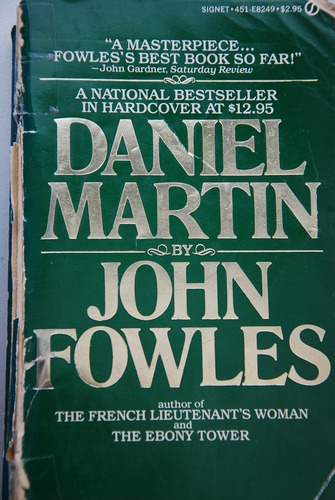 SIGNET • 451-E8249 • $2.95
"A MASTERPIECE...
FOWLES'S BEST BOOK SO FAR!"
—John Gardner, Saturday Review
A NATIONAL BESTSELLER
IN HARDCOVER AT $12.95
DANIEL
MARTIN
BY
JOHN
FOWLES
author of
THE FRENCH LIEUTENANT'S WOMAN
and
THE EBONY TOWER